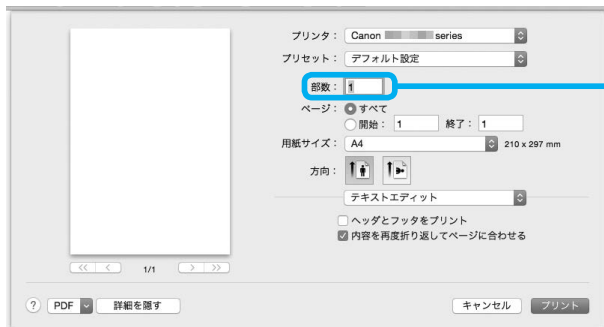 プリンタ： Canon series
プリセット： デフォルト設定
部数： 1
ページ： すべて
開始： 1 終了： 1
用紙サイズ： A4 210 x 297 mm
方向：
テキストエディット
ヘッダとフッタをプリント
内容を再度折り返してページに合わせる
<< < 1/1 > >>
? PDF 詳細を隠す キャンセル プリント